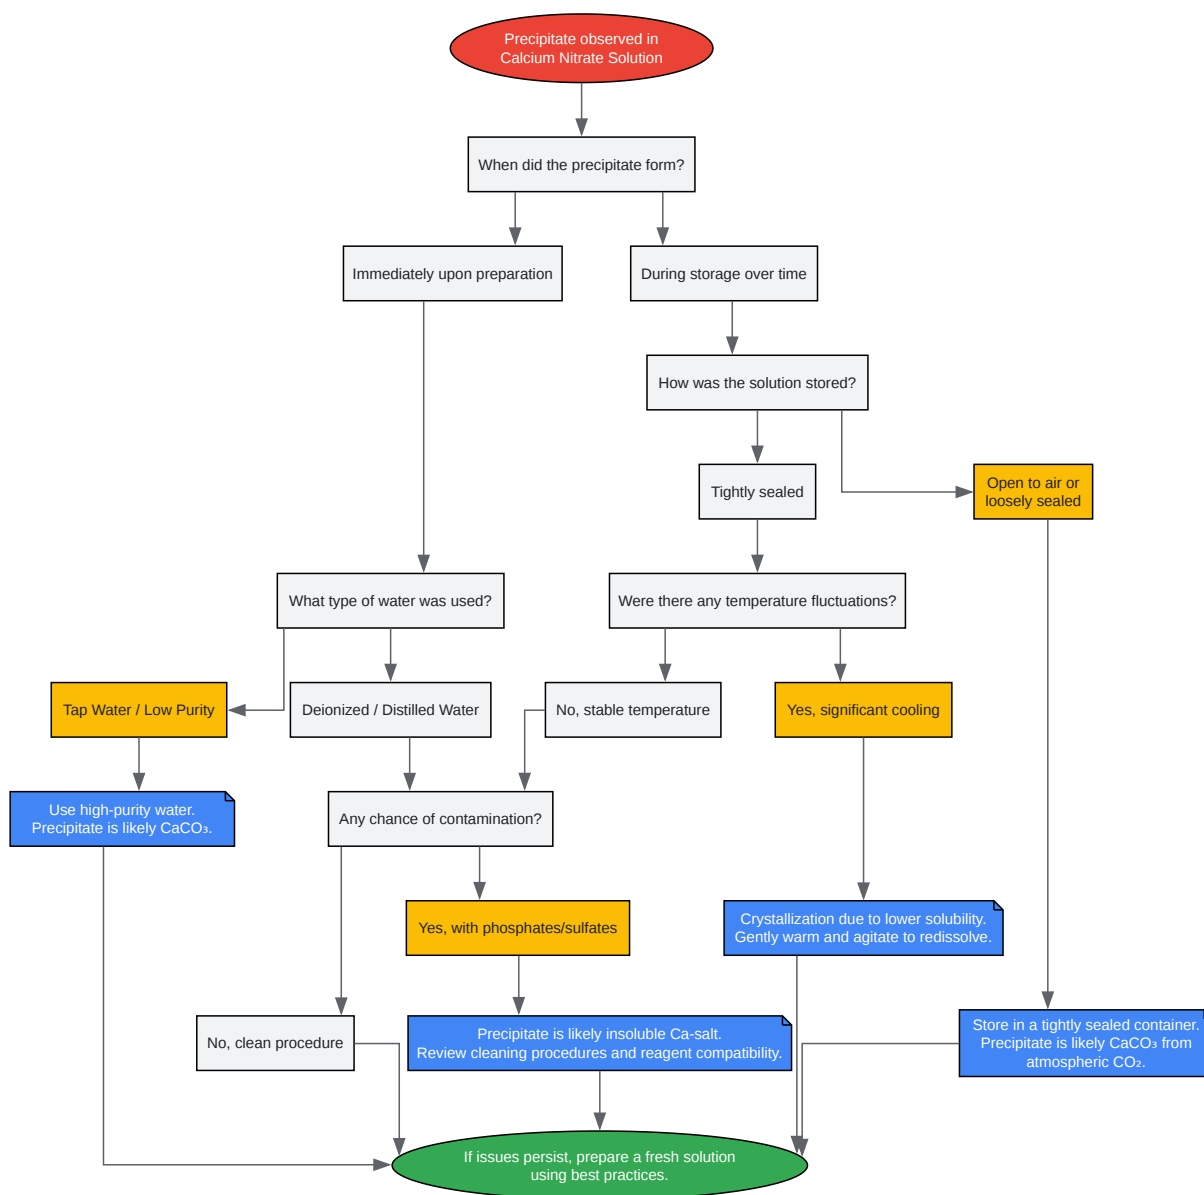 Precipitate observed in
Calcium Nitrate Solution
When did the precipitate form?
Immediately upon preparation
During storage over time
How was the solution stored?
Tightly sealed
Open to air or
loosely sealed
What type of water was used?
Were there any temperature fluctuations?
Tap Water / Low Purity
Deionized / Distilled Water
No, stable temperature
Yes, significant cooling
Use high-purity water.
Precipitate is likely CaCO₃.
Any chance of contamination?
Yes, with phosphates/sulfates
Crystallization due to lower solubility.
Gently warm and agitate to redissolve.
No, clean procedure
Precipitate is likely insoluble Ca-salt.
Review cleaning procedures and reagent compatibility.
Store in a tightly sealed container.
Precipitate is likely CaCO₃ from
atmospheric CO₂.
If issues persist, prepare a fresh solution
using best practices.